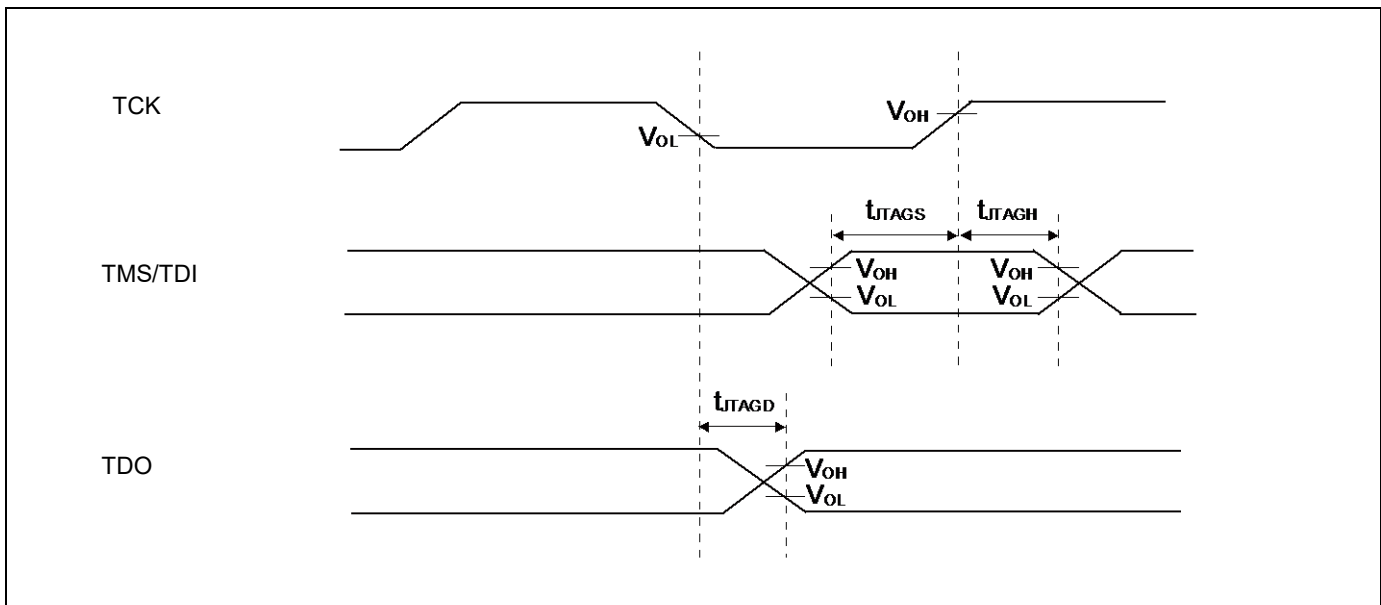 TCK
VOL
VOH
tJTAGS
tJTAGH
TMS/TDI
VOH
VOL
VOH
VOL
tJTAGD
TDO
VOH
VOL